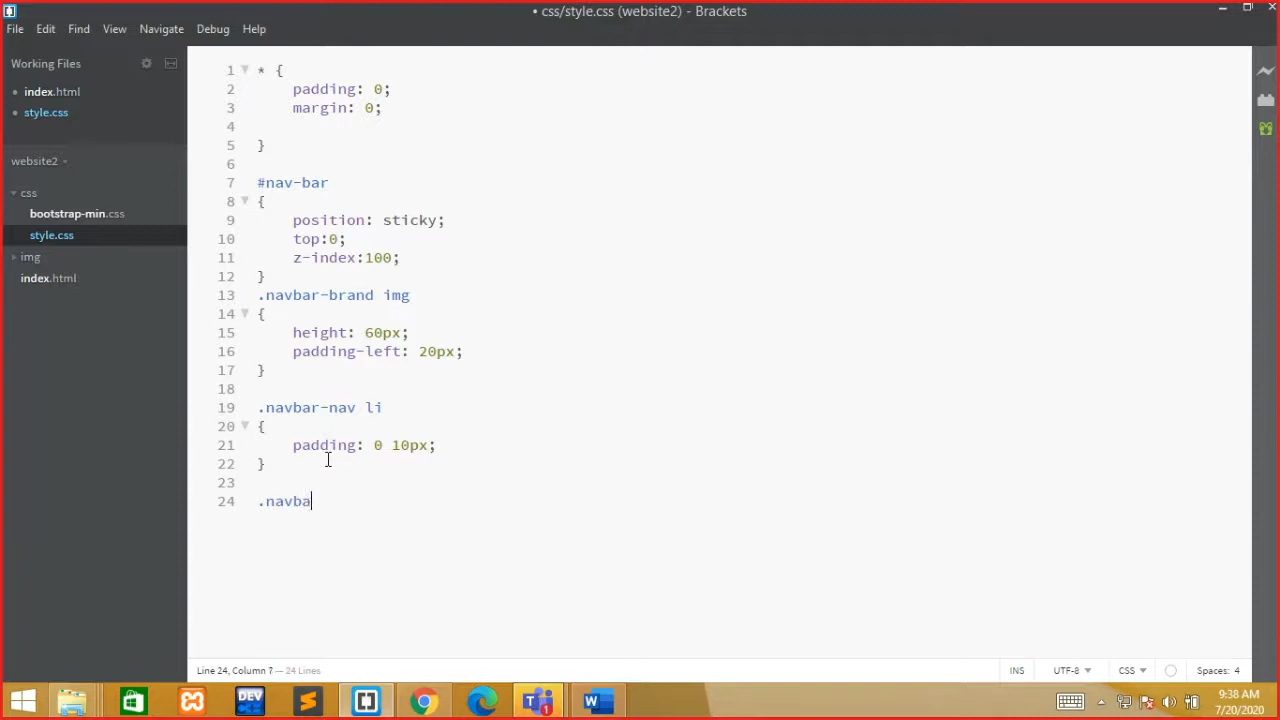 • css/style.css (website2) - Brackets
File Edit Find View Navigate Debug Help
Working Files
• index.html
• style.css
website2
css
bootstrap-min.css
style.css
img
index.html
1 * {
2 padding: 0;
3 margin: 0;
4
5 }
6
7 #nav-bar
8 {
9 position: sticky;
10 top:0;
11 z-index:100;
12 }
13 .navbar-brand img
14 {
15 height: 60px;
16 padding-left: 20px;
17 }
18
19 .navbar-nav li
20 {
21 padding: 0 10px;
22 }
23
24 .navba
Line 24, Column 7 — 24 Lines
INS UTF-8 CSS Spaces: 4
DEV
1
9:38 AM
7/20/2020